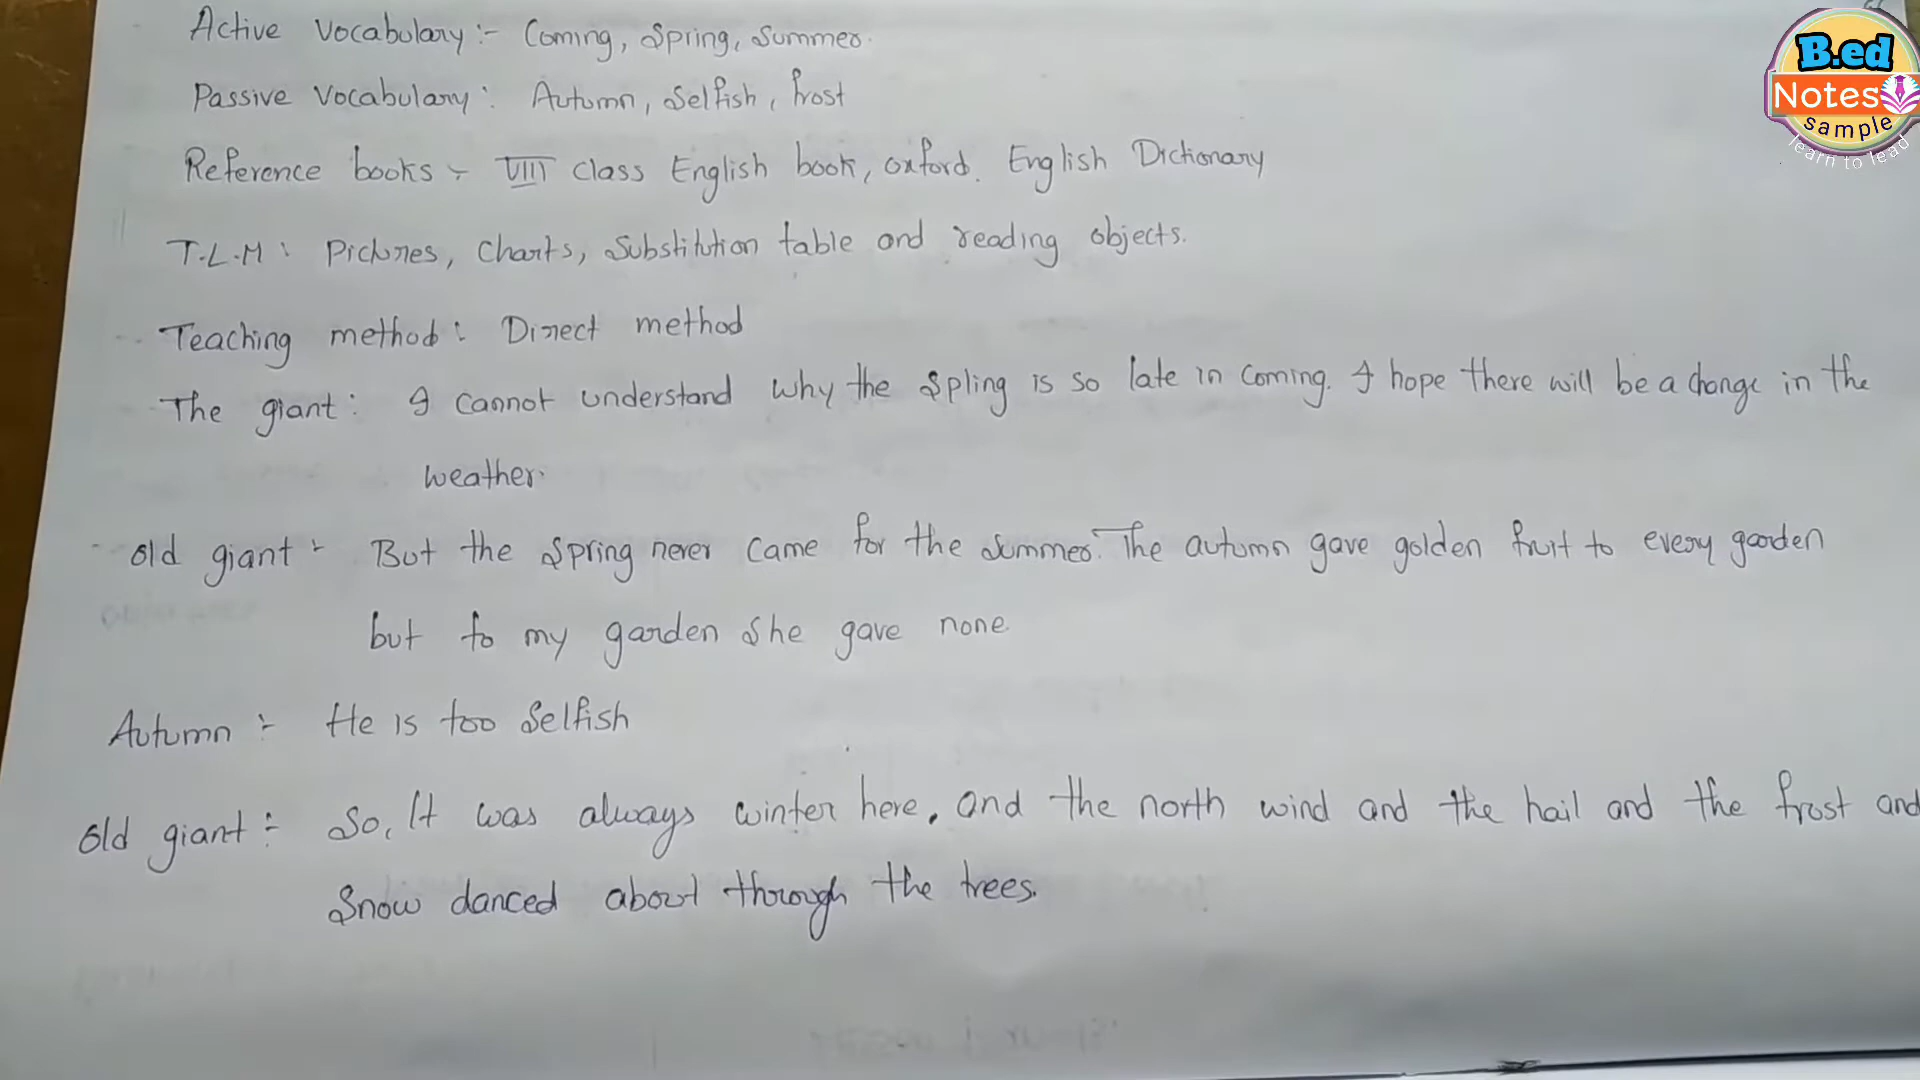 Active Vocabulary :- Coming, Spring, Summer.
Passive Vocabulary : Autumn, Selfish, frost
Reference books :- VIII class English book, oxford. English Dictionary
T.L.M : Pictures, Charts, Substitution table and reading objects.
Teaching method : Direct method
The giant : I cannot understand why the Spling is so late in coming. I hope there will be a change in the
weather.
old giant :- But the Spring never came for the Summer. The autumn gave golden fruit to every garden
but to my garden She gave none
Autumn :- He is too Selfish
old giant :- So, It was always winter here, and the north wind and the hail and the frost and
Snow danced about through the trees.
B.ed
Notes
sample
learn to lead